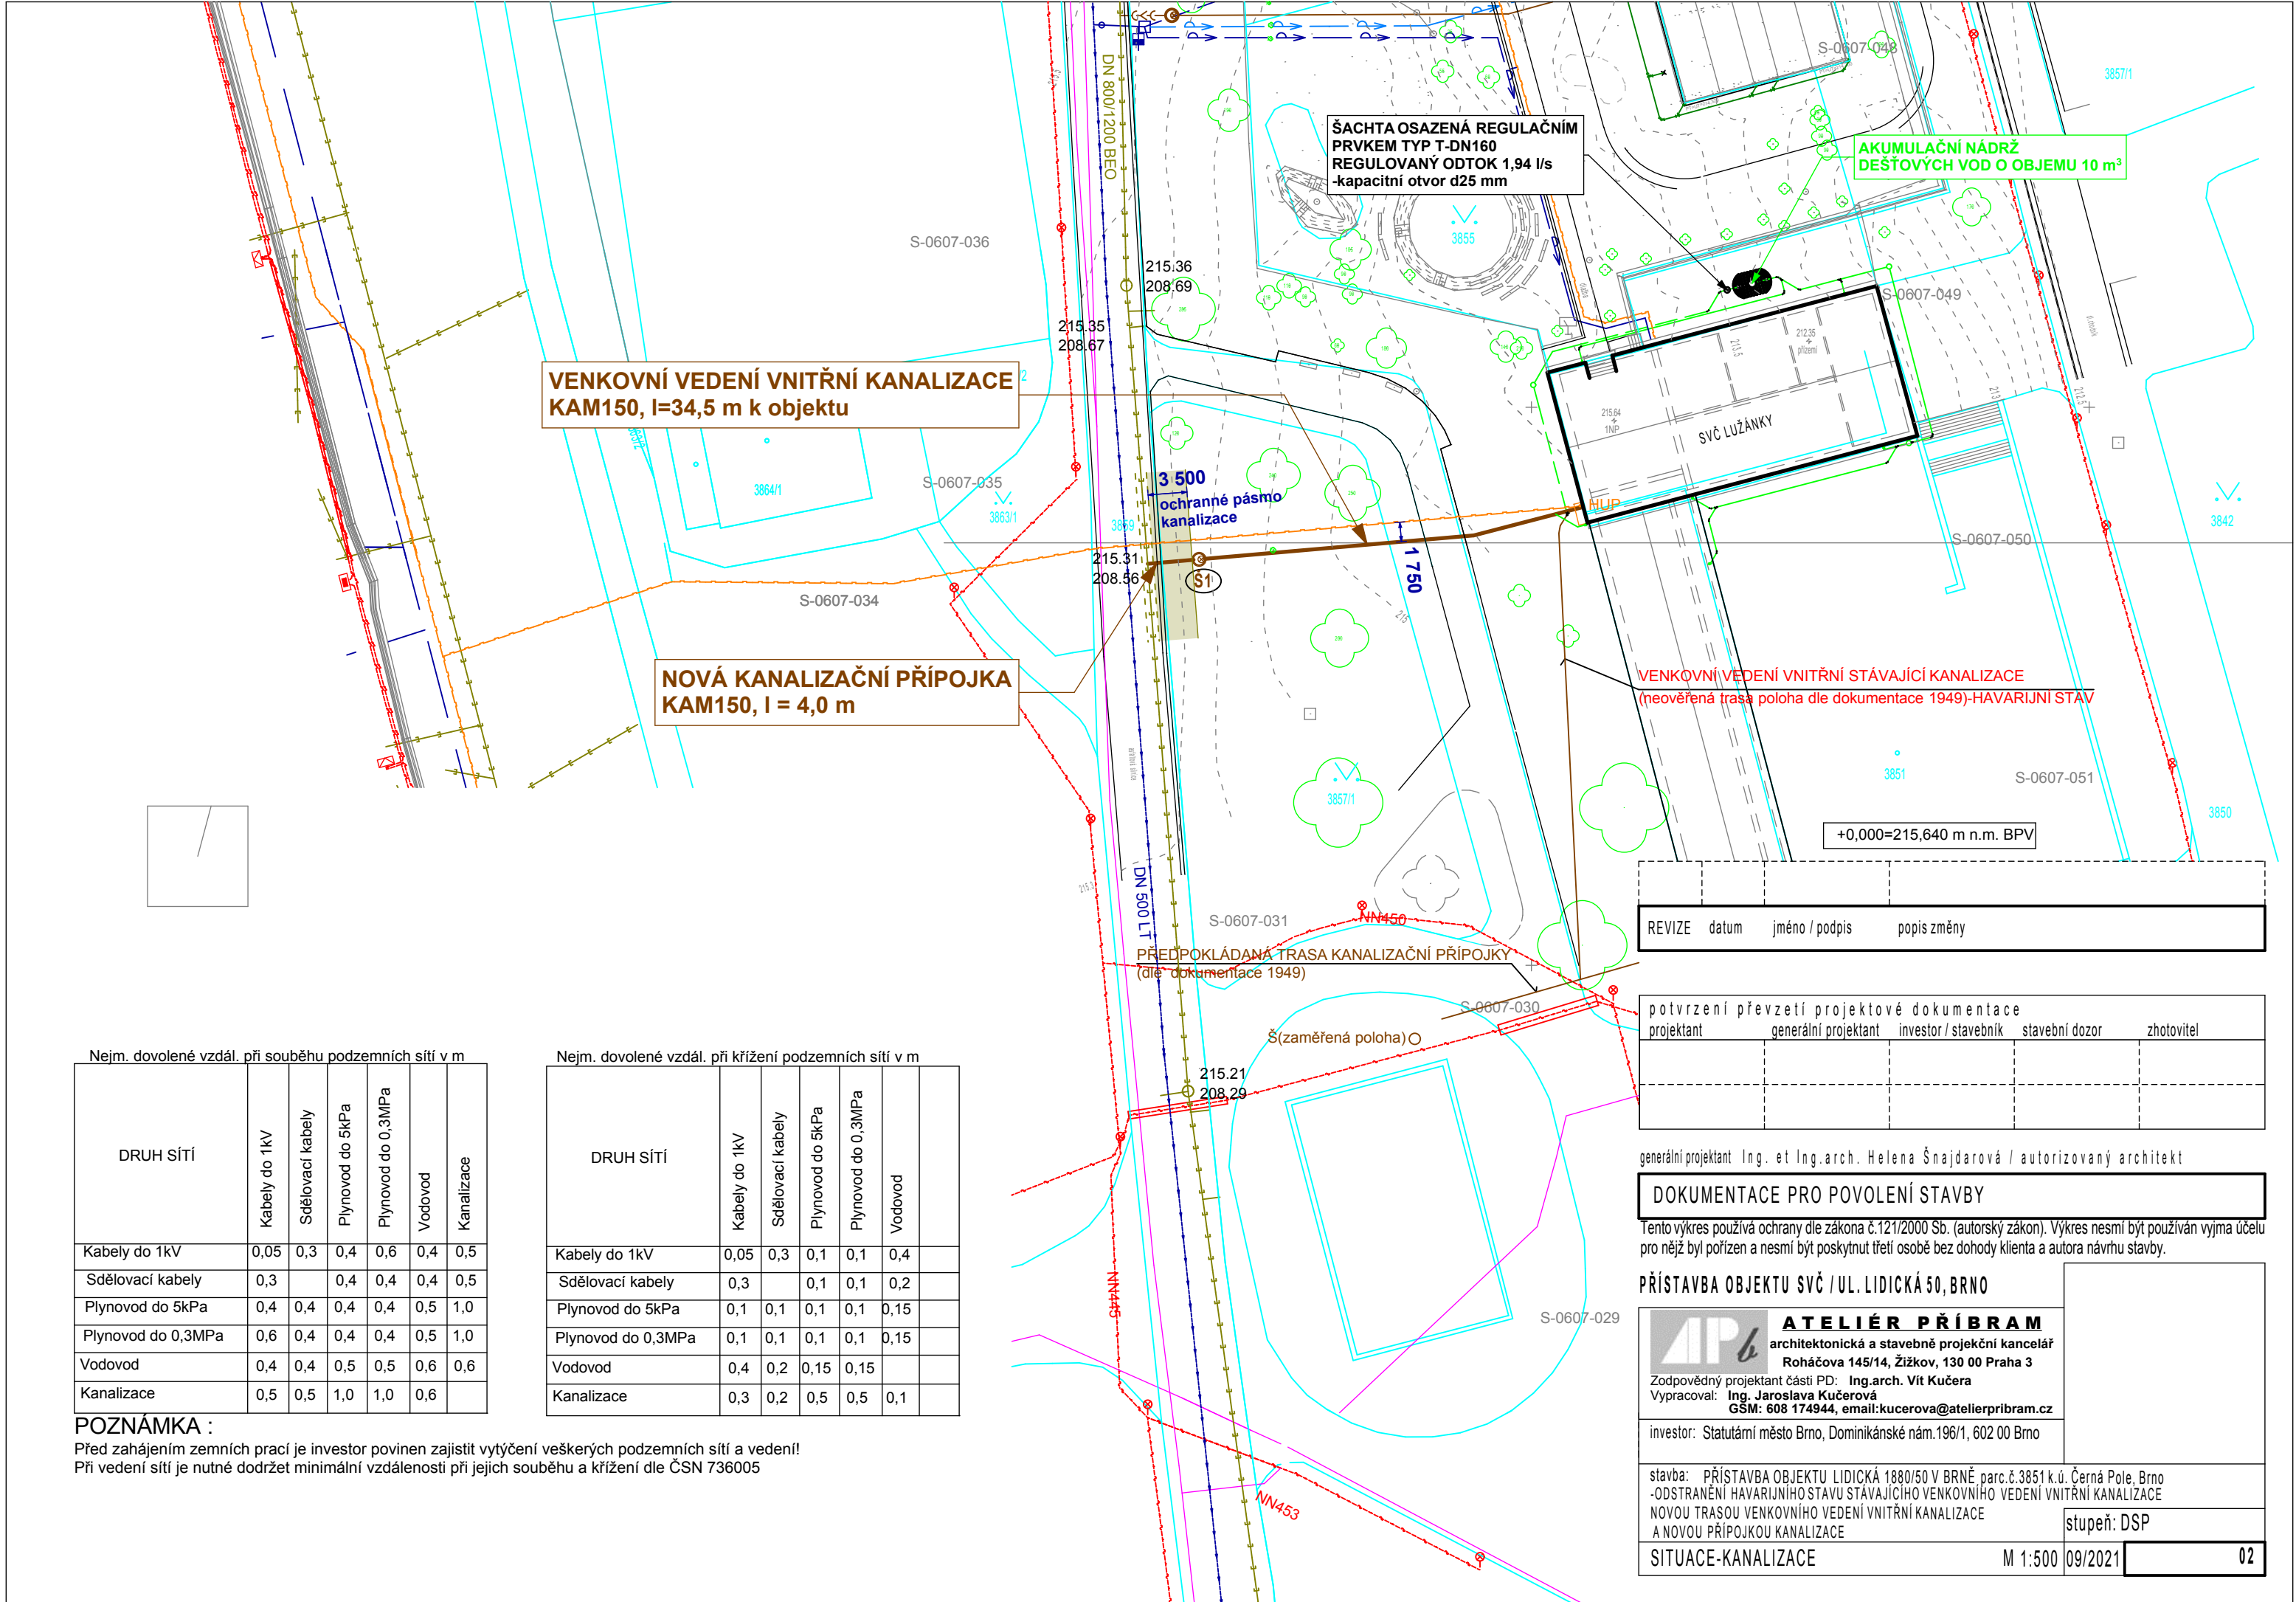 S-0607-048
3857/1
DN 800/1200 BEO
ŠACHTA OSAZENÁ REGULAČNÍM
PRVKEM TYP T-DN160
REGULOVANÝ ODTOK 1,94 l/s
-kapacitní otvor d25 mm
AKUMULAČNÍ NÁDRŽ
DEŠŤOVÝCH VOD O OBJEMU 10 m³
S-0607-036
3855
215.36
208.69
S-0607-049
215.35
208.67
212.35
přízemí
213.5
213
212.5
VENKOVNÍ VEDENÍ VNITŘNÍ KANALIZACE
KAM150, l=34,5 m k objektu
215.64
1NP
SVČ LUŽÁNKY
3864/1
S-0607-035
3863/1
3859
3 500
ochranné pásmo
kanalizace
HUP
3842
S-0607-050
215.31
208.56
Š1
1 750
S-0607-034
215
NOVÁ KANALIZAČNÍ PŘÍPOJKA
KAM150, l = 4,0 m
VENKOVNÍ VEDENÍ VNITŘNÍ STÁVAJÍCÍ KANALIZACE
(neověřená trasa poloha dle dokumentace 1949)-HAVARIJNÍ STAV
3851
S-0607-051
3857/1
3850
+0,000=215,640 m n.m. BPV
DN 500 LT
S-0607-031
NN450
REVIZE datum jméno / podpis popis změny
PŘEDPOKLÁDANÁ TRASA KANALIZAČNÍ PŘÍPOJKY
(dle dokumentace 1949)
S-0607-030
Š(zaměřená poloha)
215.21
208.29
potvrzení převzetí projektové dokumentace
projektant generální projektant investor / stavebník stavební dozor zhotovitel
Nejm. dovolené vzdál. při souběhu podzemních sítí v m
DRUH SÍTÍ Kabely do 1kV Sdělovací kabely Plynovod do 5kPa Plynovod do 0,3MPa Vodovod Kanalizace
Kabely do 1kV 0,05 0,3 0,4 0,6 0,4 0,5
Sdělovací kabely 0,3 0,4 0,4 0,4 0,5
Plynovod do 5kPa 0,4 0,4 0,4 0,4 0,5 1,0
Plynovod do 0,3MPa 0,6 0,4 0,4 0,4 0,5 1,0
Vodovod 0,4 0,4 0,5 0,5 0,6 0,6
Kanalizace 0,5 0,5 1,0 1,0 0,6
Nejm. dovolené vzdál. při křížení podzemních sítí v m
DRUH SÍTÍ Kabely do 1kV Sdělovací kabely Plynovod do 5kPa Plynovod do 0,3MPa Vodovod
Kabely do 1kV 0,05 0,3 0,1 0,1 0,4
Sdělovací kabely 0,3 0,1 0,1 0,2
Plynovod do 5kPa 0,1 0,1 0,1 0,1 0,15
Plynovod do 0,3MPa 0,1 0,1 0,1 0,1 0,15
Vodovod 0,4 0,2 0,15 0,15
Kanalizace 0,3 0,2 0,5 0,5 0,1
POZNÁMKA :
Před zahájením zemních prací je investor povinen zajistit vytýčení veškerých podzemních sítí a vedení!
Při vedení sítí je nutné dodržet minimální vzdálenosti při jejich souběhu a křížení dle ČSN 736005
NN445
S-0607-029
NN453
generální projektant Ing. et Ing.arch. Helena Šnajdarová / autorizovaný architekt
DOKUMENTACE PRO POVOLENÍ STAVBY
Tento výkres používá ochrany dle zákona č.121/2000 Sb. (autorský zákon). Výkres nesmí být používán vyjma účelu
pro nějž byl pořízen a nesmí být poskytnut třetí osobě bez dohody klienta a autora návrhu stavby.
PŘÍSTAVBA OBJEKTU SVČ / UL. LIDICKÁ 50, BRNO
APb
ATELIÉR PŘÍBRAM
architektonická a stavebně projekční kancelář
Roháčova 145/14, Žižkov, 130 00 Praha 3
Zodpovědný projektant části PD: Ing.arch. Vít Kučera
Vypracoval: Ing. Jaroslava Kučerová
GSM: 608 174944, email:kucerova@atelierpribram.cz
investor: Statutární město Brno, Dominikánské nám.196/1, 602 00 Brno
stavba: PŘÍSTAVBA OBJEKTU LIDICKÁ 1880/50 V BRNĚ parc.č.3851 k.ú. Černá Pole, Brno
-ODSTRANĚNÍ HAVARIJNÍHO STAVU STÁVAJÍCÍHO VENKOVNÍHO VEDENÍ VNITŘNÍ KANALIZACE
NOVOU TRASOU VENKOVNÍHO VEDENÍ VNITŘNÍ KANALIZACE
A NOVOU PŘÍPOJKOU KANALIZACE
stupeň: DSP
SITUACE-KANALIZACE M 1:500 09/2021 02